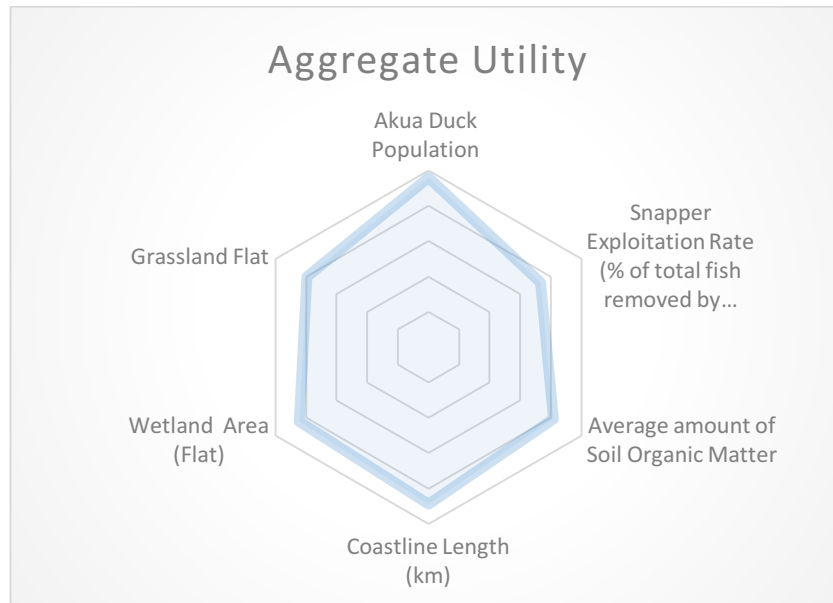 Aggregate Utility
Akua Duck
Population
Snapper
Exploitation Rate
(% of total fish
removed by…
Average amount of
Soil Organic Matter
Coastline Length
(km)
Wetland  Area
(Flat)
Grassland Flat